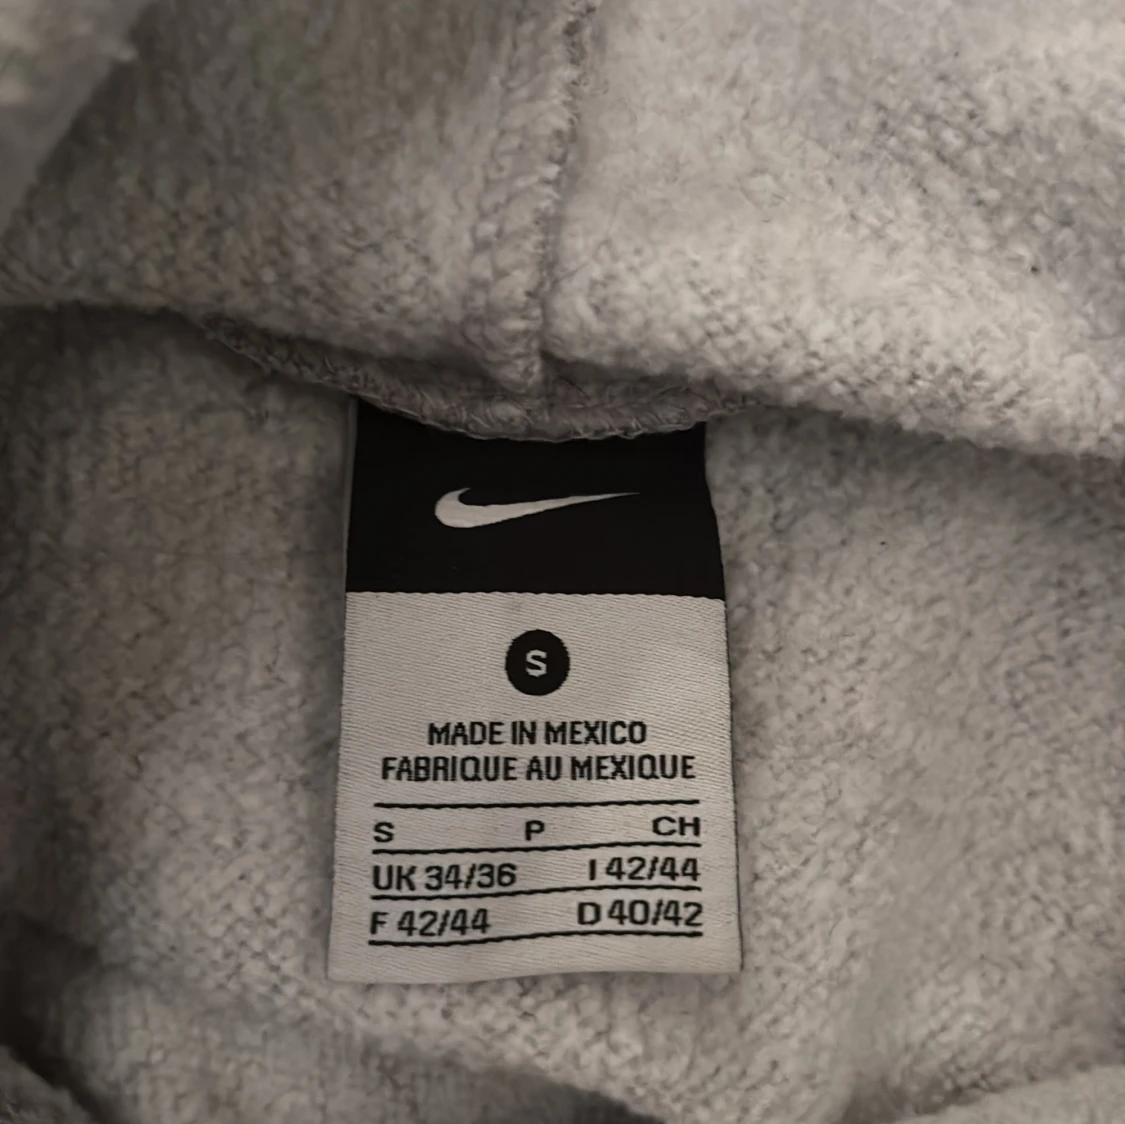 S
MADE IN MEXICO
FABRIQUE AU MEXIQUE
S P CH
UK 34/36 I 42/44
F 42/44 D 40/42